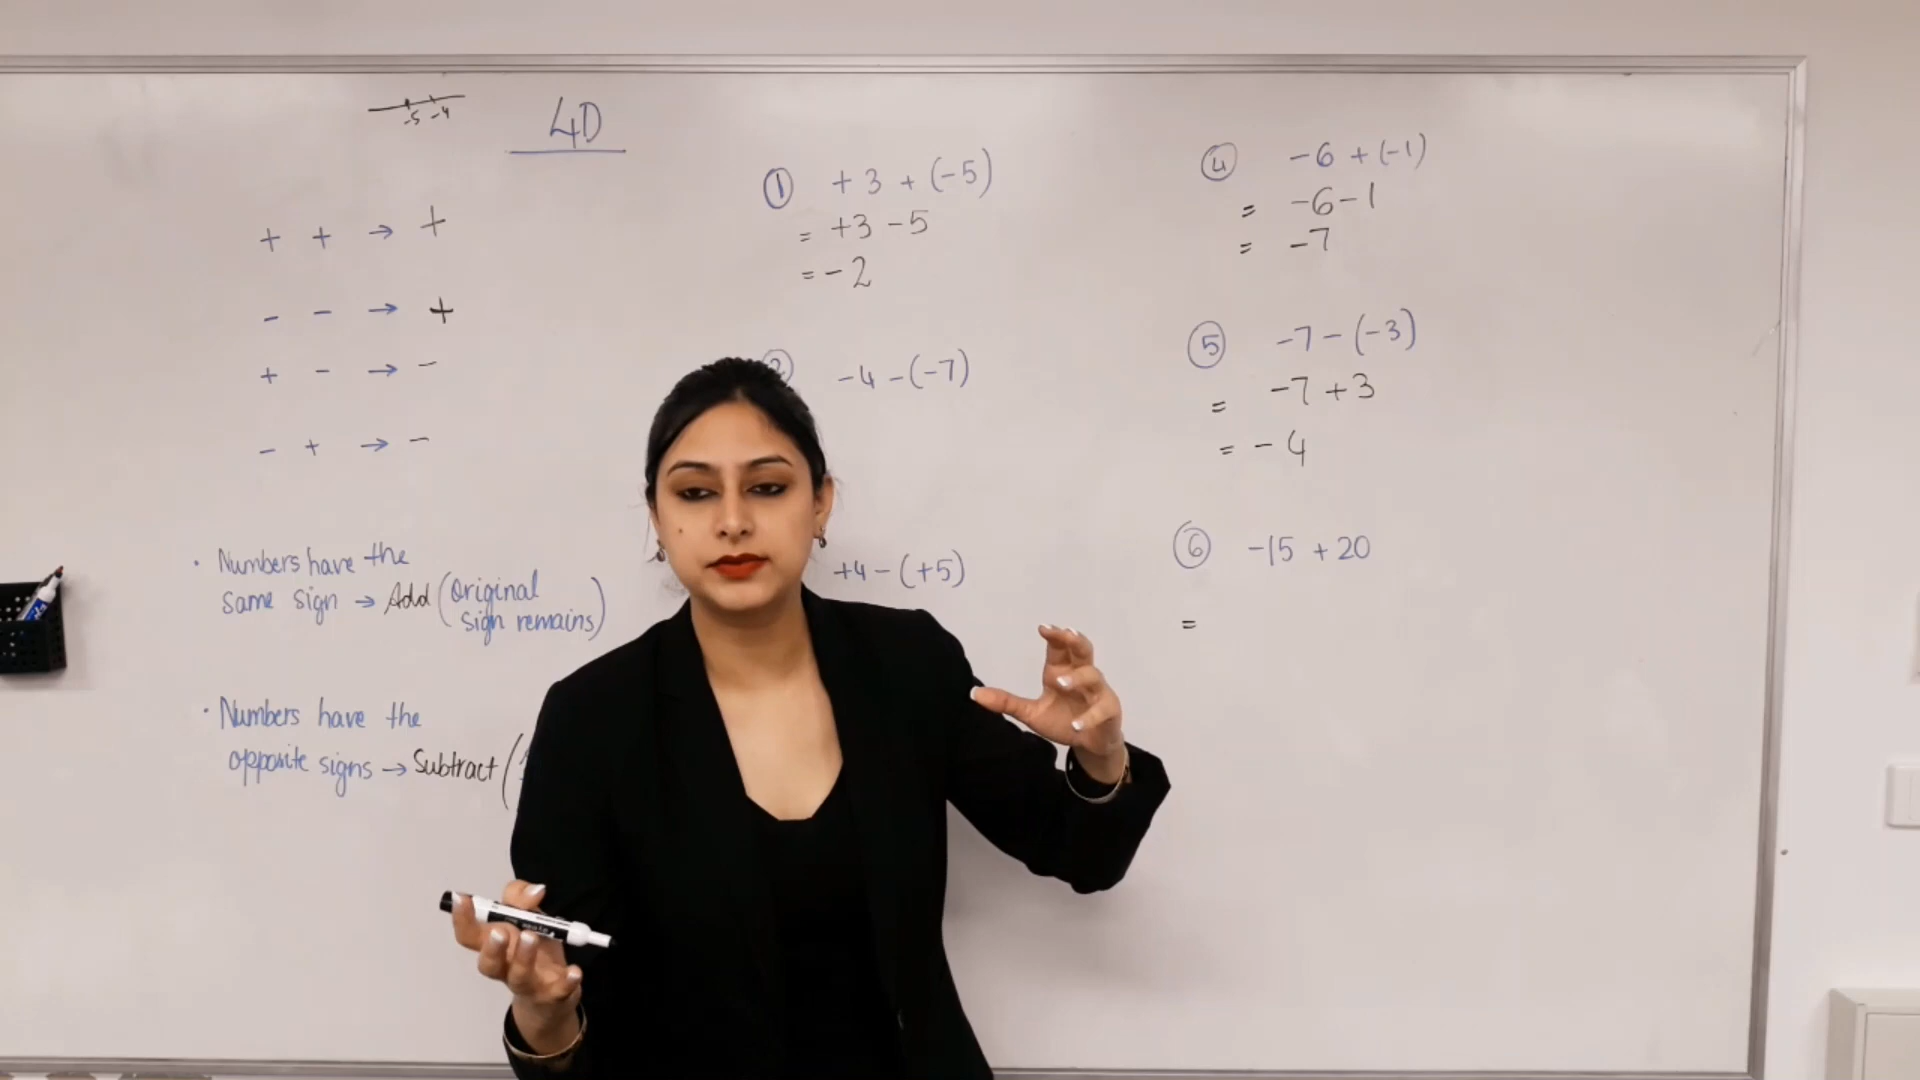 -5 -4
4D
+ + → +
- - → +
+ - → -
- + → -
• Numbers have the
same sign → Add (Original
sign remains)
• Numbers have the
opposite signs → Subtract (
① +3 + (-5)
= +3 - 5
= -2
② -4 - (-7)
+4 - (+5)
④ -6 + (-1)
= -6 - 1
= -7
⑤ -7 - (-3)
= -7 + 3
= -4
⑥ -15 + 20
=